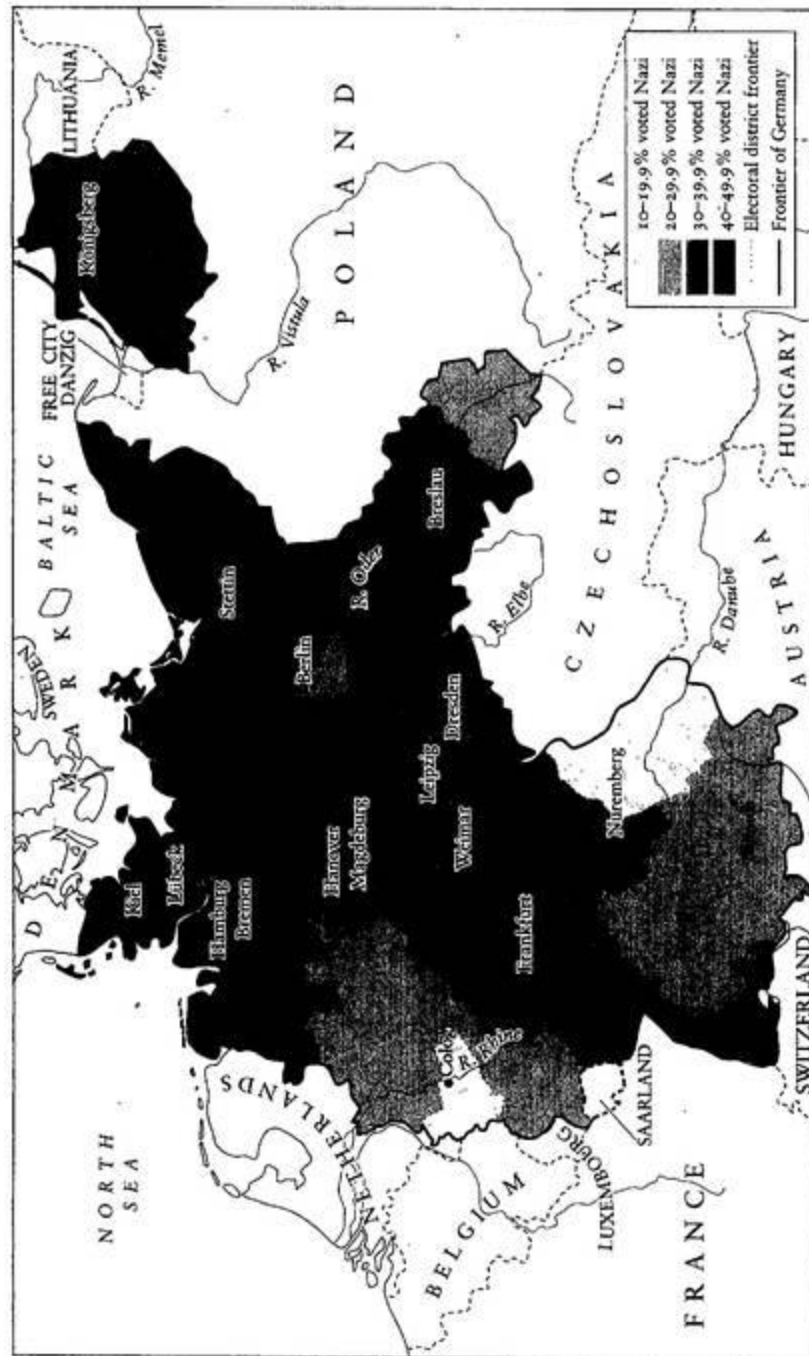 NORTH
SEA
DENMARK
SWEDEN
BALTIC
SEA
FREE CITY
DANZIG
LITHUANIA
R. Memel
Königsberg
Kiel
Lübeck
Hamburg
Bremen
Stettin
NETHERLANDS
Hanover
Magdeburg
Berlin
R. Vistula
POLAND
R. Oder
Breslau
BELGIUM
Cologne
R. Rhine
Leipzig
Weimar
Dresden
R. Elbe
LUXEMBOURG
Frankfurt
CZECHOSLOVAKIA
SAARLAND
Nuremberg
FRANCE
R. Danube
SWITZERLAND
AUSTRIA
HUNGARY
10–19.9% voted Nazi
20–29.9% voted Nazi
30–39.9% voted Nazi
40–49.9% voted Nazi
Electoral district frontier
Frontier of Germany